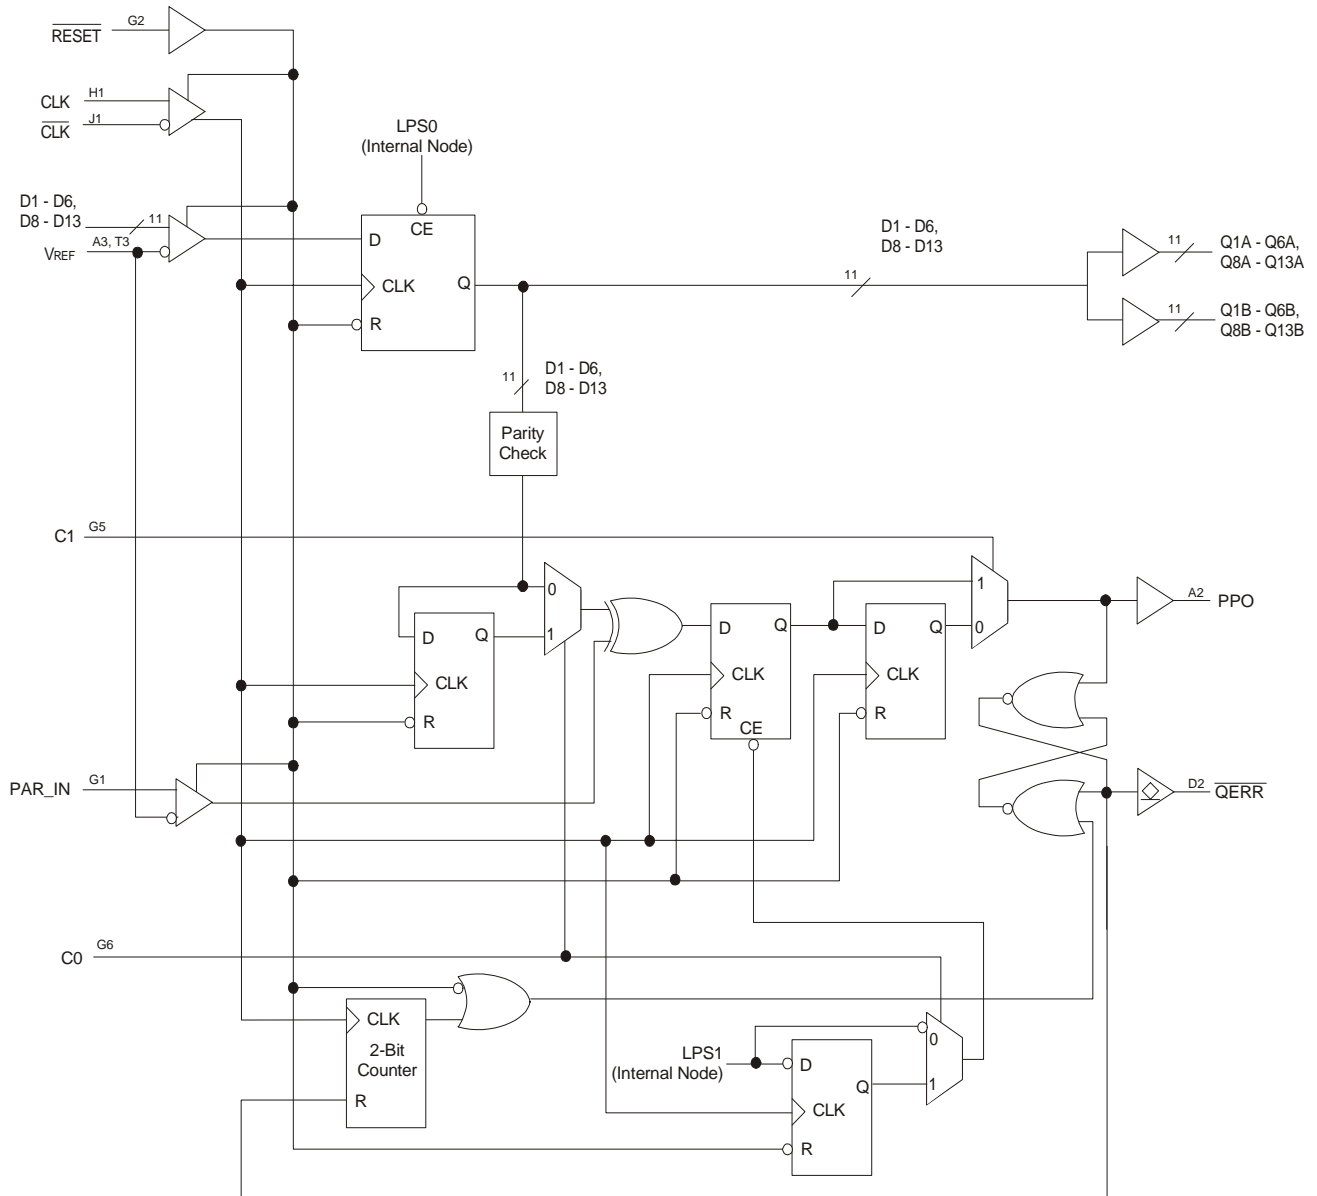 RESET G2
CLK H1
CLK J1
LPS0
(Internal Node)
D1 - D6,
D8 - D13 11
VREF A3, T3
D
CE
CLK
Q
R
D1 - D6,
D8 - D13
11
11 Q1A - Q6A,
Q8A - Q13A
11 Q1B - Q6B,
Q8B - Q13B
11 D1 - D6,
D8 - D13
Parity
Check
C1 G5
0
1
D
Q
CLK
R
D
Q
CLK
R
CE
D
Q
CLK
R
1
0
A2 PPO
PAR_IN G1
D2 QERR
C0 G6
CLK
2-Bit
Counter
R
LPS1
(Internal Node)
D
Q
CLK
R
0
1